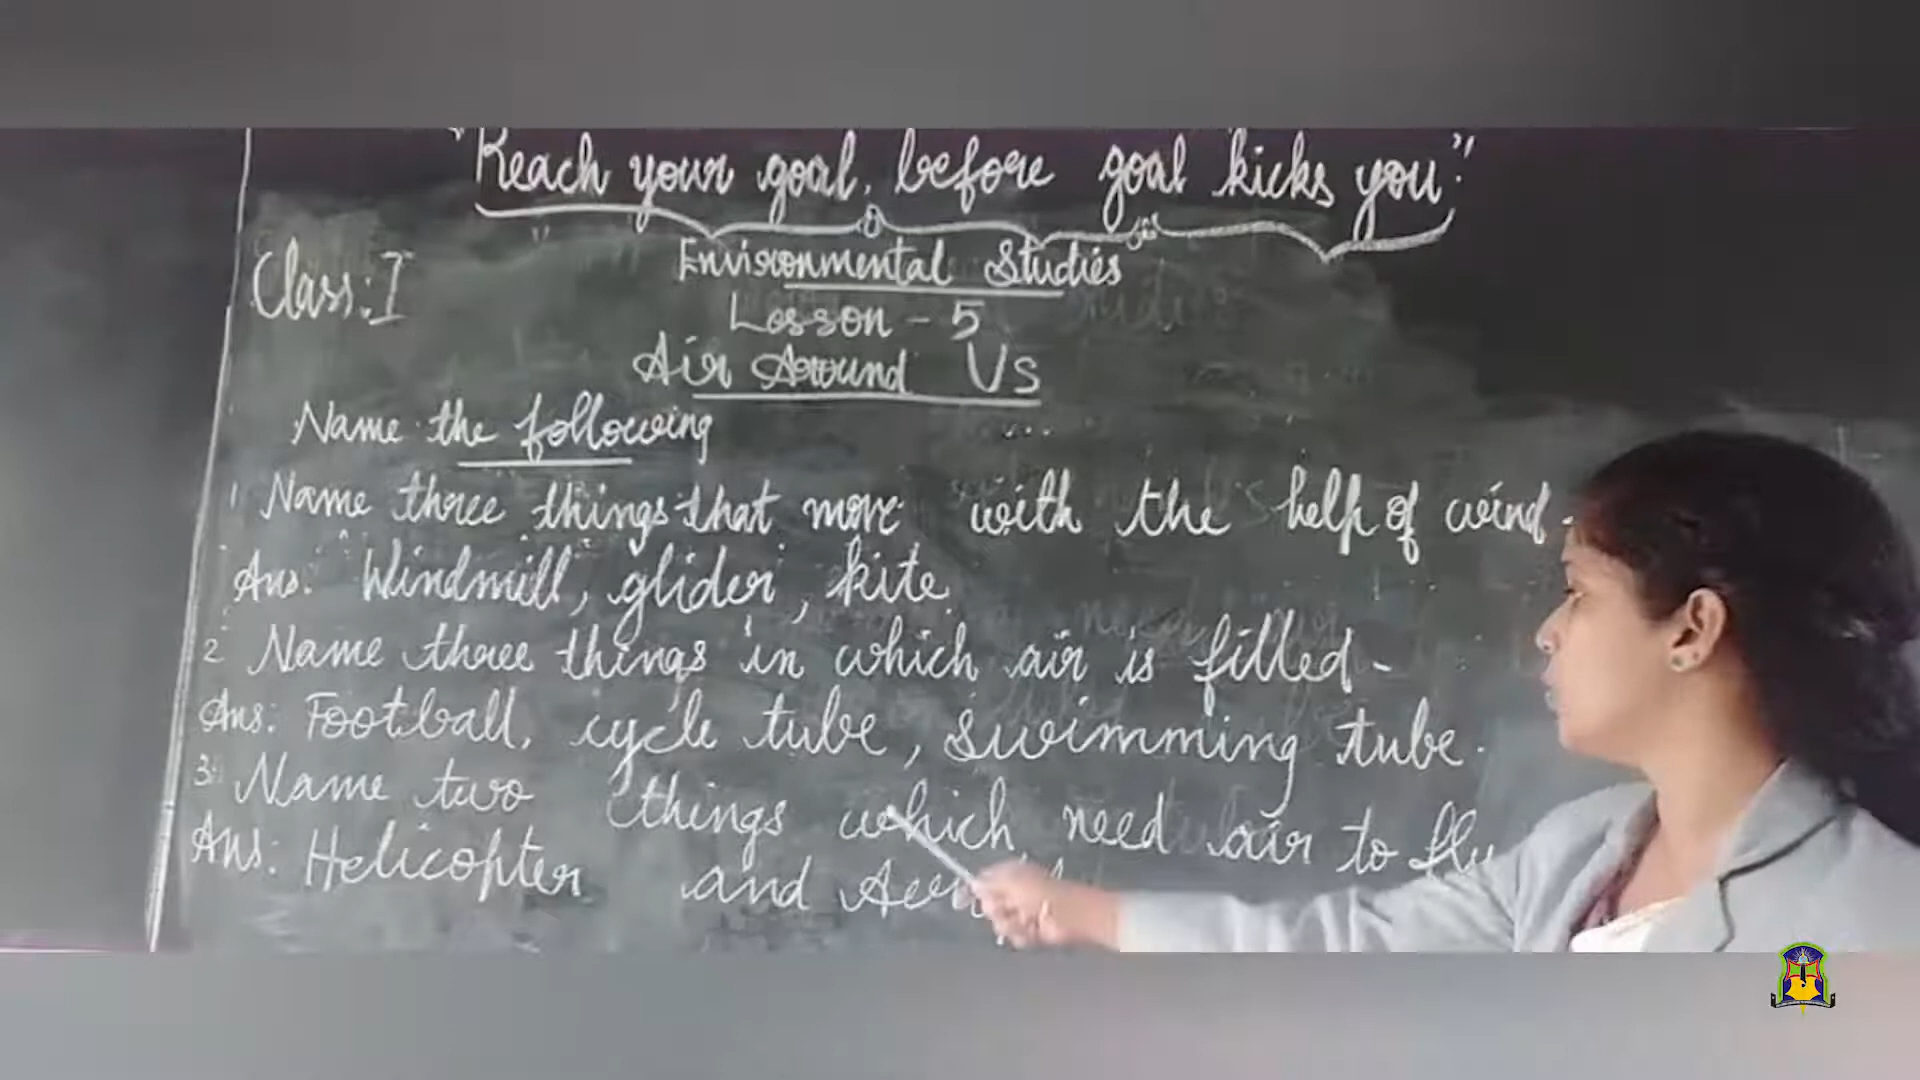 "Reach your goal, before goal kicks you".
Environmental Studies
Class: I
Lesson - 5
Air Around Us
Name the following
1 Name three things that move with the help of wind.
Ans. Windmill, glider, kite.
2 Name three things in which air is filled-
Ans: Football, cycle tube, swimming tube.
3. Name two things which need air to fly
Ans: Helicopter and